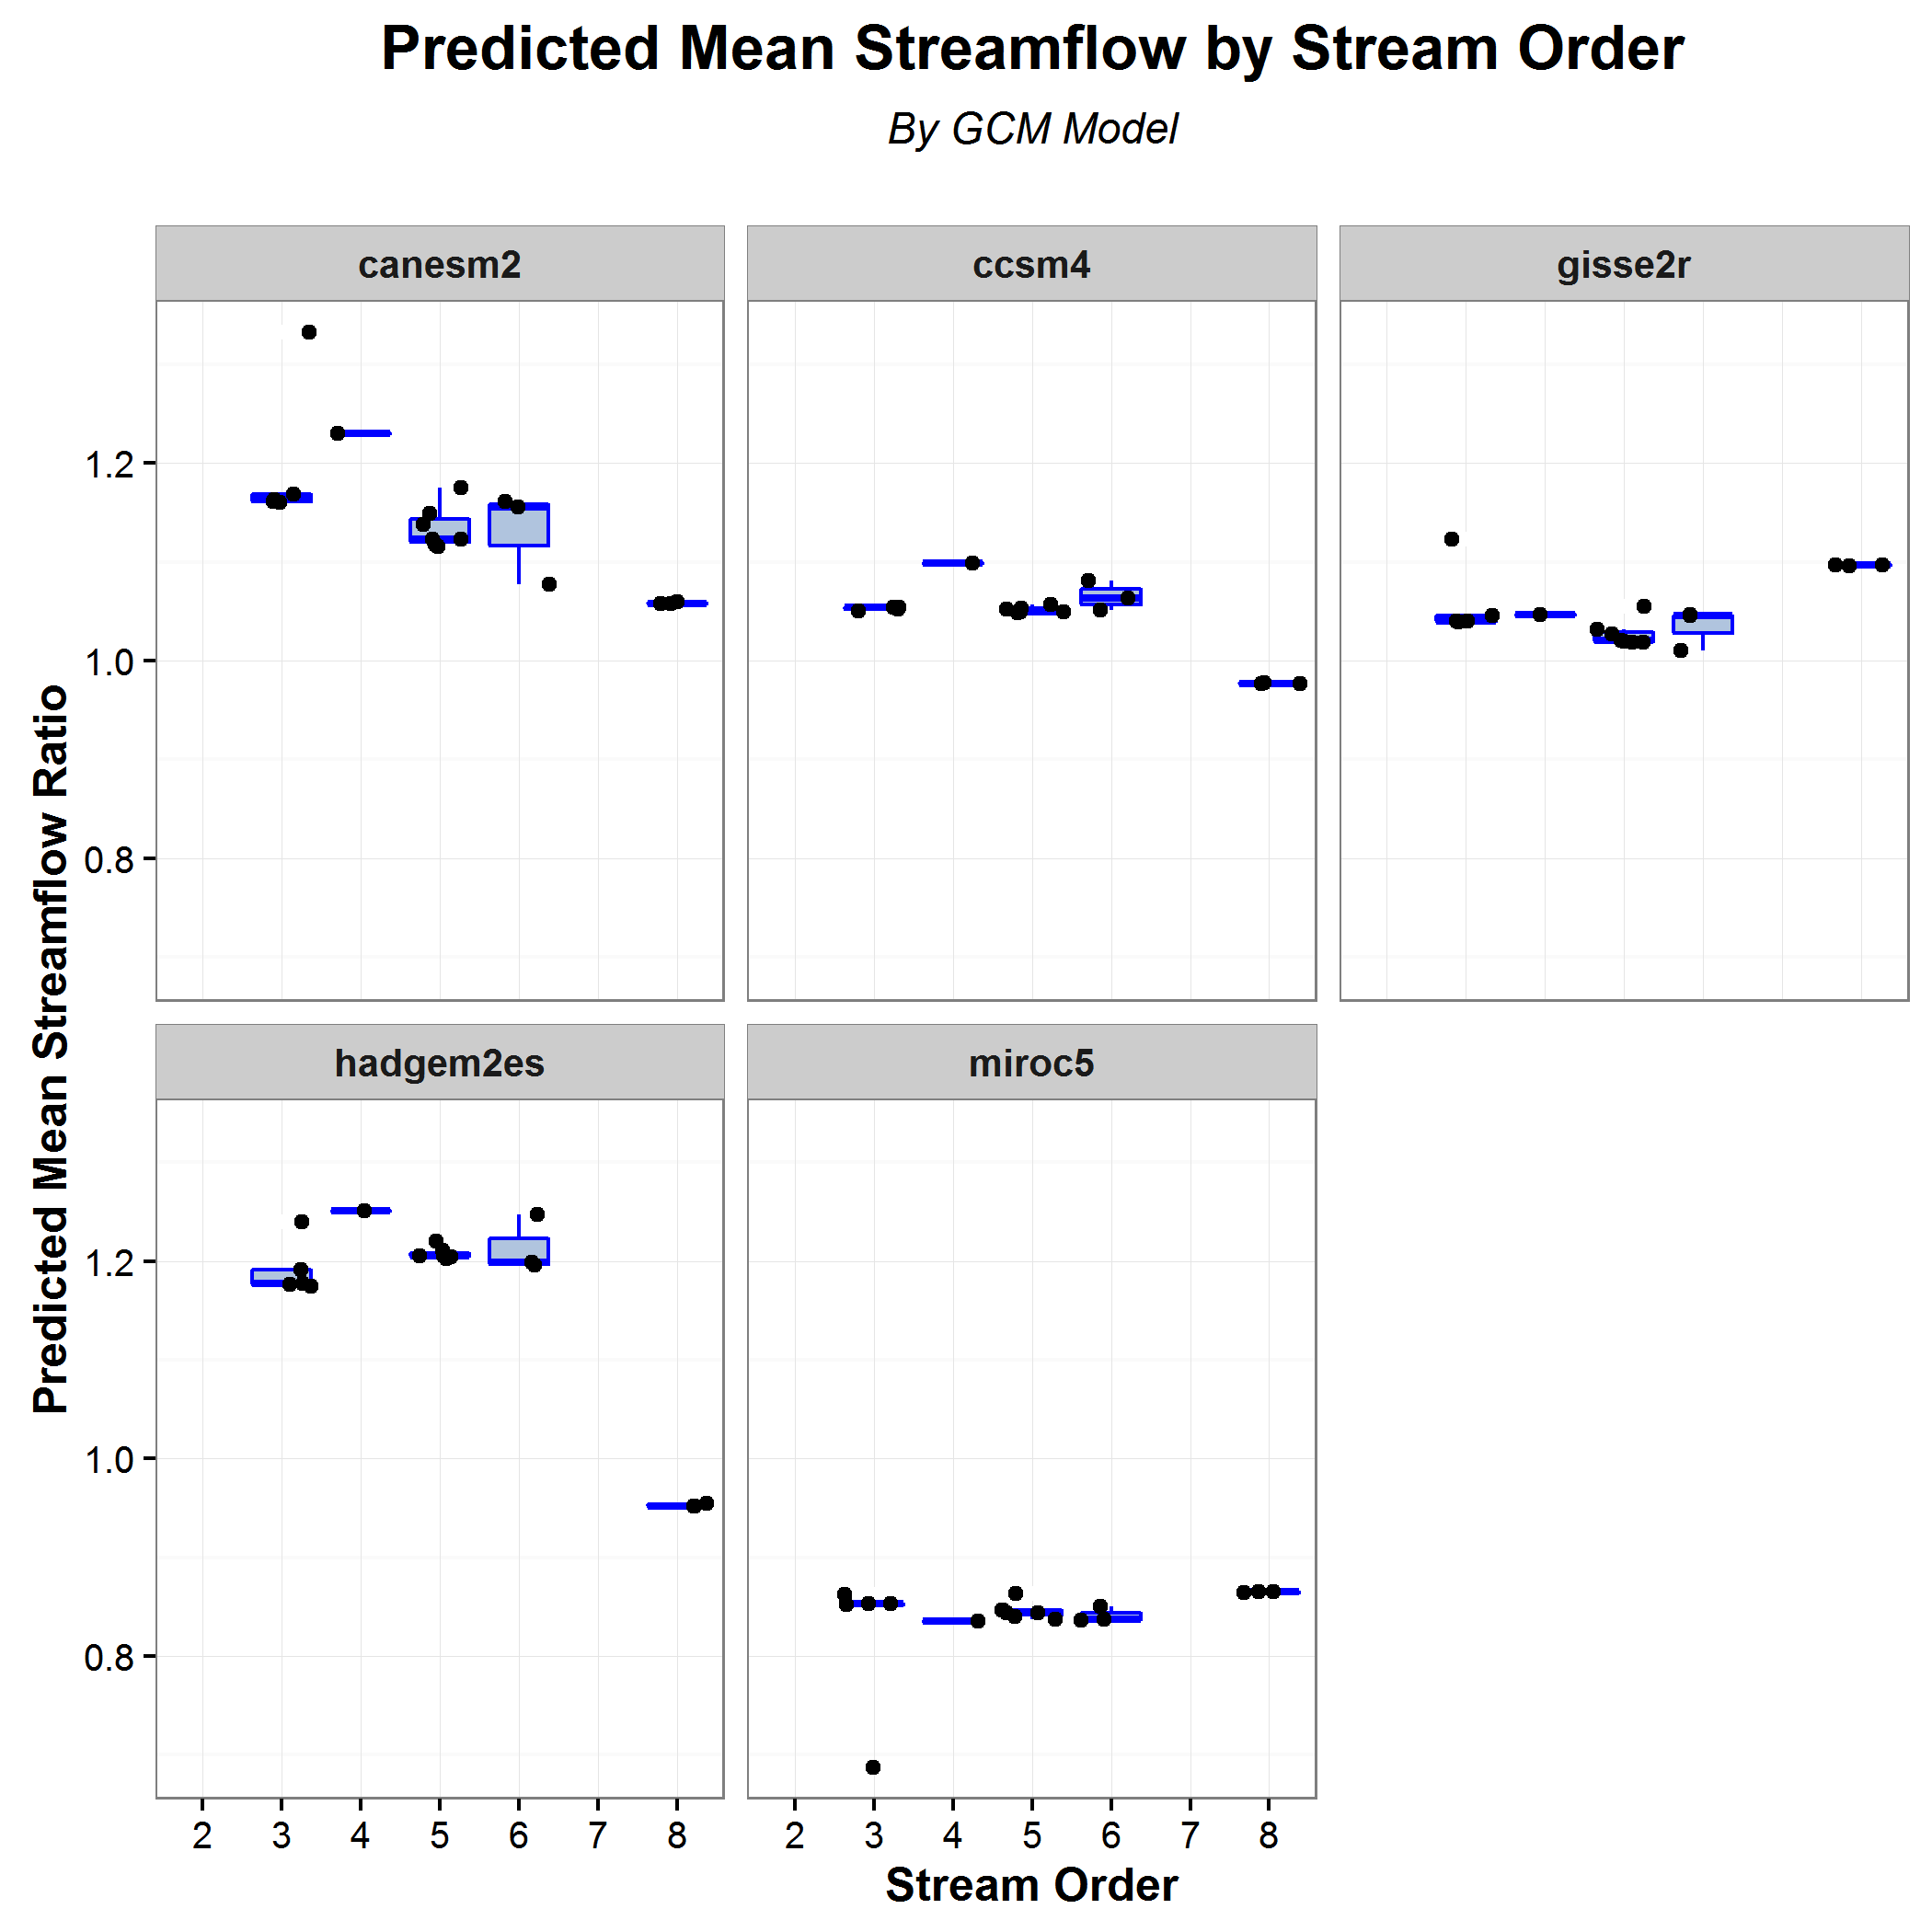 Predicted Mean Streamflow by Stream Order
By GCM Model
canesm2
ccsm4
gisse2r
1.2
1.0
0.8
Predicted Mean Streamflow Ratio
hadgem2es
miroc5
1.2
1.0
0.8
2 3 4 5 6 7 8
2 3 4 5 6 7 8
Stream Order